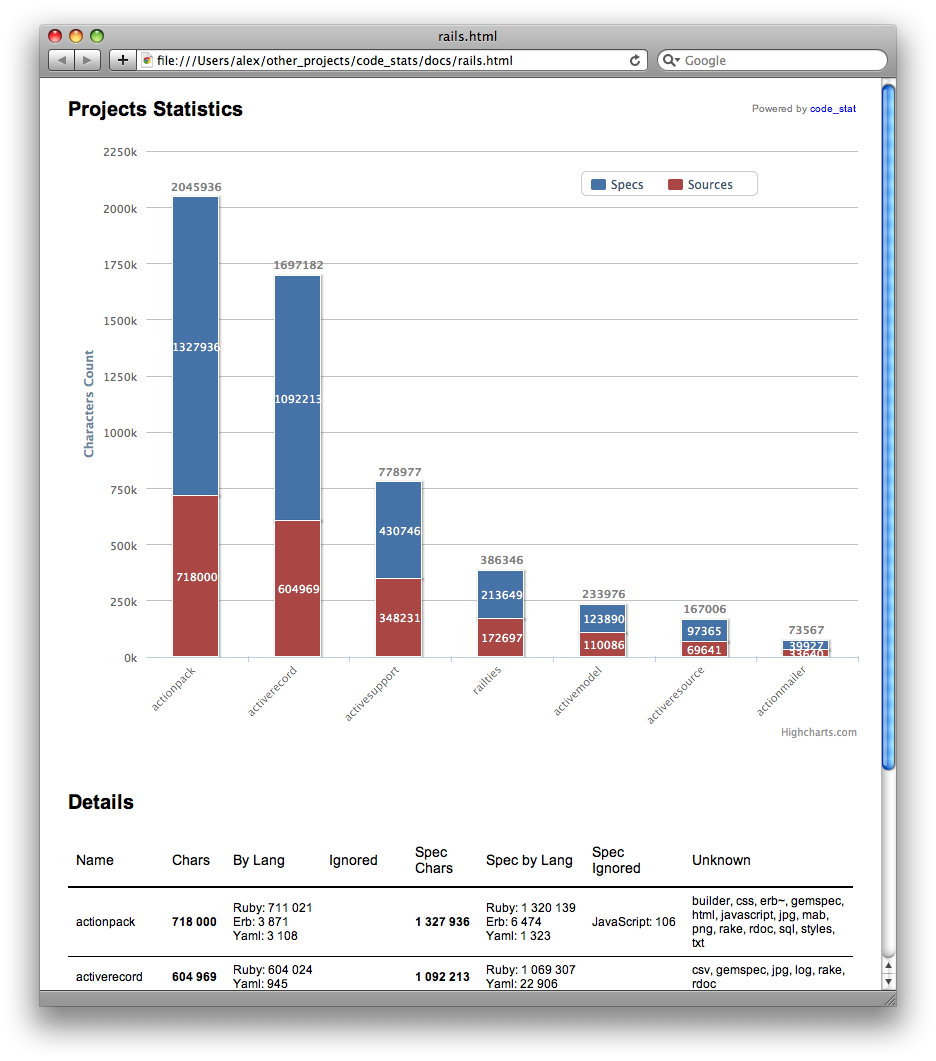 rails.html
file:///Users/alex/other_projects/code_stats/docs/rails.html
Google
Projects Statistics
Powered by code_stat
2250k
2000k
1750k
1500k
1250k
1000k
750k
500k
250k
0k
Characters Count
Specs Sources
2045936
1327936
718000
1697182
1092213
604969
778977
430746
348231
386346
213649
172697
233976
123890
110086
167006
97365
69641
73567
39927
33640
actionpack
activerecord
activesupport
railties
activemodel
activeresource
actionmailer
Highcharts.com
Details
Name Chars By Lang Ignored Spec Chars Spec by Lang Spec Ignored Unknown
actionpack 718 000
Ruby: 711 021
Erb: 3 871
Yaml: 3 108
1 327 936
Ruby: 1 320 139
Erb: 6 474
Yaml: 1 323
JavaScript: 106
builder, css, erb~, gemspec,
html, javascript, jpg, mab,
png, rake, rdoc, sql, styles,
txt
activerecord 604 969
Ruby: 604 024
Yaml: 945
1 092 213
Ruby: 1 069 307
Yaml: 22 906
csv, gemspec, jpg, log, rake,
rdoc